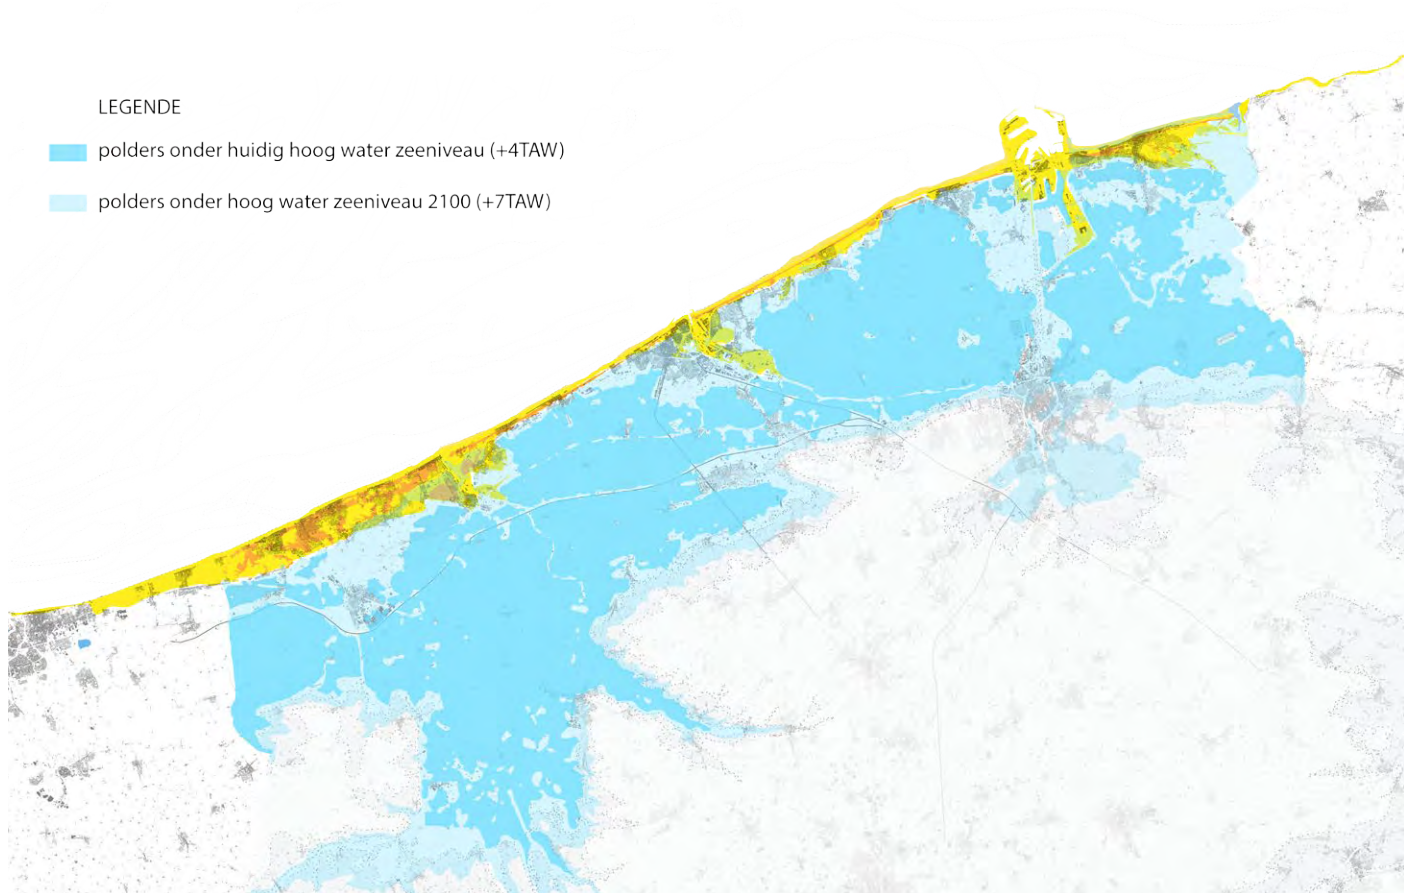 LEGENDE
polders onder huidig hoog water zeeniveau (+4TAW)
polders onder hoog water zeeniveau 2100 (+7TAW)